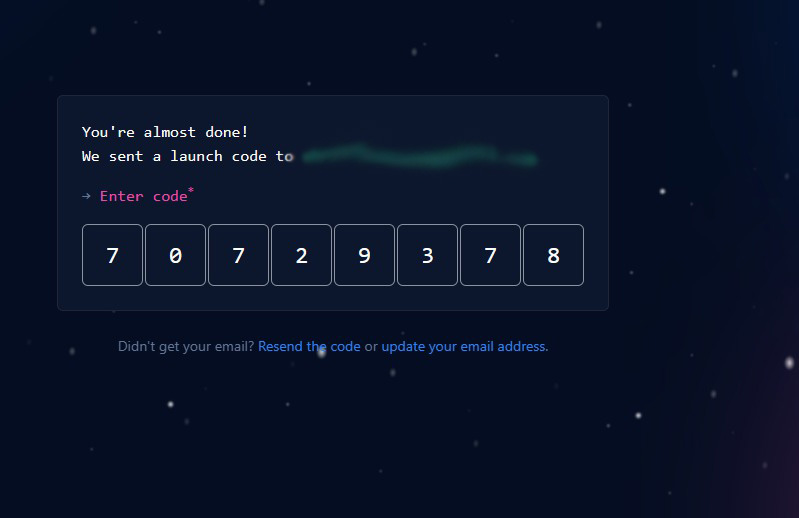 You're almost done!
We sent a launch code to
→ Enter code*
7 0 7 2 9 3 7 8
Didn't get your email? Resend the code or update your email address.